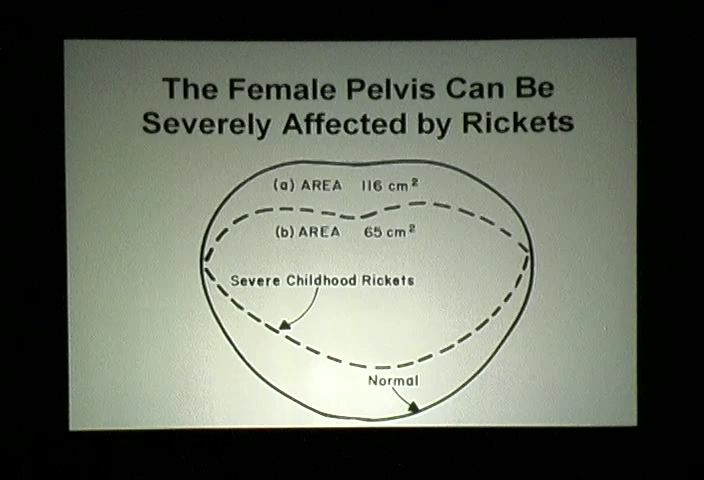 The Female Pelvis Can Be
Severely Affected by Rickets
(a) AREA 116 cm²
(b) AREA 65 cm²
Severe Childhood Rickets
Normal